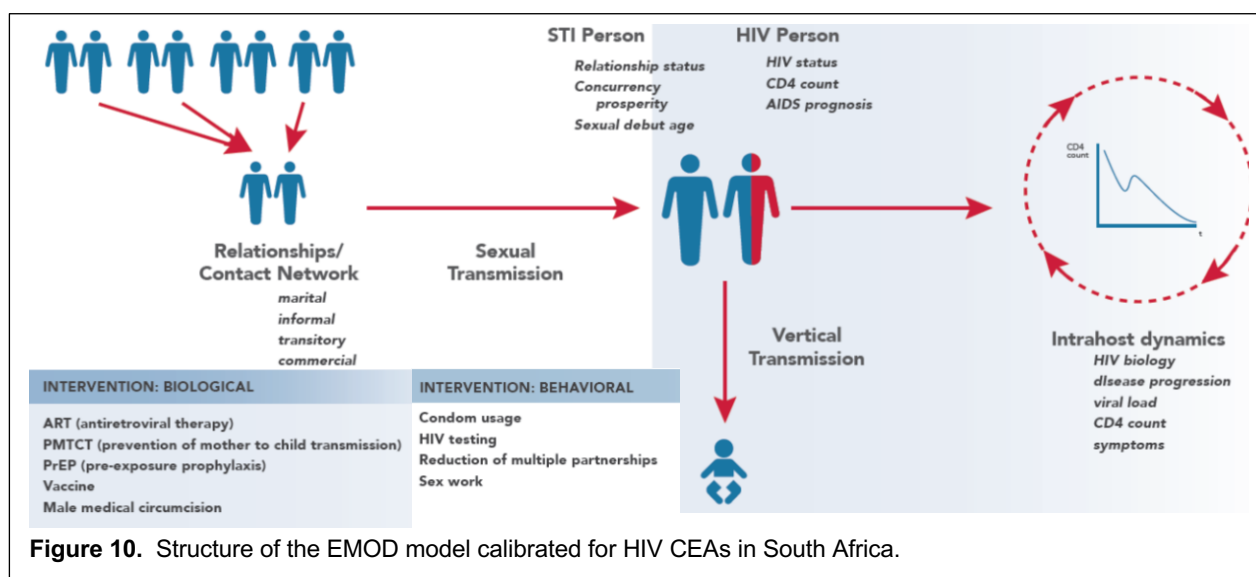 STI Person
Relationship status
Concurrency
prosperity
Sexual debut age
HIV Person
HIV status
CD4 count
AIDS prognosis
CD4
count
t
Relationships/
Contact Network
marital
informal
transitory
commercial
Sexual
Transmission
Vertical
Transmission
Intrahost dynamics
HIV biology
dIsease progression
viral load
CD4 count
symptoms
INTERVENTION: BIOLOGICAL
ART (antiretroviral therapy)
PMTCT (prevention of mother to child transmission)
PrEP (pre-exposure prophylaxis)
Vaccine
Male medical circumcision
INTERVENTION: BEHAVIORAL
Condom usage
HIV testing
Reduction of multiple partnerships
Sex work
Figure 10. Structure of the EMOD model calibrated for HIV CEAs in South Africa.